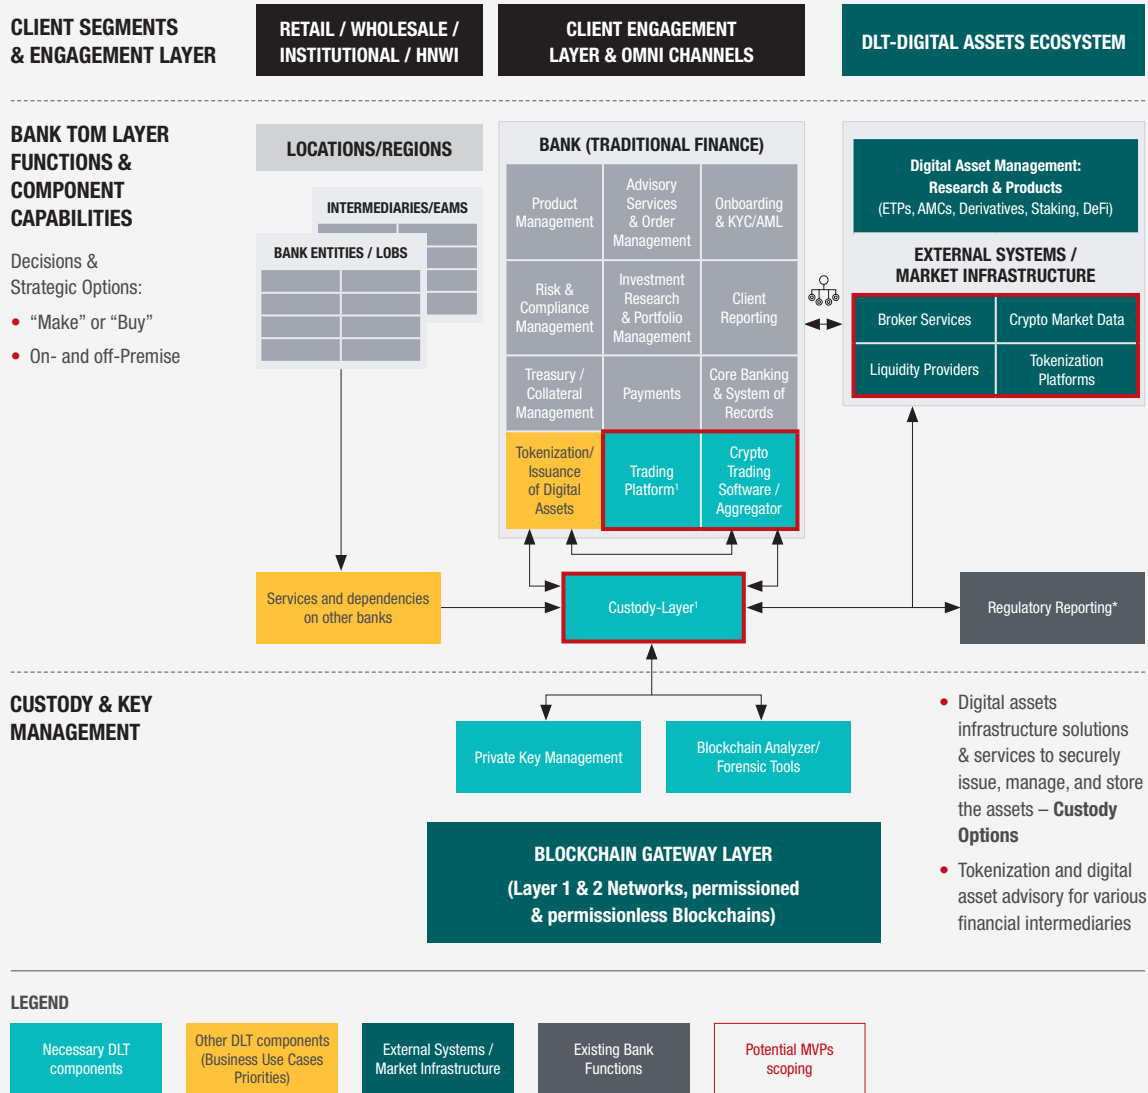 CLIENT SEGMENTS
& ENGAGEMENT LAYER
RETAIL / WHOLESALE /
INSTITUTIONAL / HNWI
CLIENT ENGAGEMENT
LAYER & OMNI CHANNELS
DLT-DIGITAL ASSETS ECOSYSTEM
BANK TOM LAYER
FUNCTIONS &
COMPONENT
CAPABILITIES
Decisions &
Strategic Options:
• “Make” or “Buy”
• On- and off-Premise
LOCATIONS/REGIONS
INTERMEDIARIES/EAMS
BANK ENTITIES / LOBS
BANK (TRADITIONAL FINANCE)
Product
Management
Advisory
Services
& Order
Management
Onboarding
& KYC/AML
Risk &
Compliance
Management
Investment
Research
& Portfolio
Management
Client
Reporting
Treasury /
Collateral
Management
Payments
Core Banking
& System of
Records
Tokenization/
Issuance
of Digital
Assets
Trading
Platform¹
Crypto
Trading
Software /
Aggregator
Digital Asset Management:
Research & Products
(ETPs, AMCs, Derivatives, Staking, DeFi)
EXTERNAL SYSTEMS /
MARKET INFRASTRUCTURE
Broker Services
Crypto Market Data
Liquidity Providers
Tokenization
Platforms
Services and dependencies
on other banks
Custody-Layer¹
Regulatory Reporting*
CUSTODY & KEY
MANAGEMENT
Private Key Management
Blockchain Analyzer/
Forensic Tools
BLOCKCHAIN GATEWAY LAYER
(Layer 1 & 2 Networks, permissioned
& permissionless Blockchains)
• Digital assets
infrastructure solutions
& services to securely
issue, manage, and store
the assets – Custody
Options
• Tokenization and digital
asset advisory for various
financial intermediaries
LEGEND
Necessary DLT
components
Other DLT components
(Business Use Cases
Priorities)
External Systems /
Market Infrastructure
Existing Bank
Functions
Potential MVPs
scoping